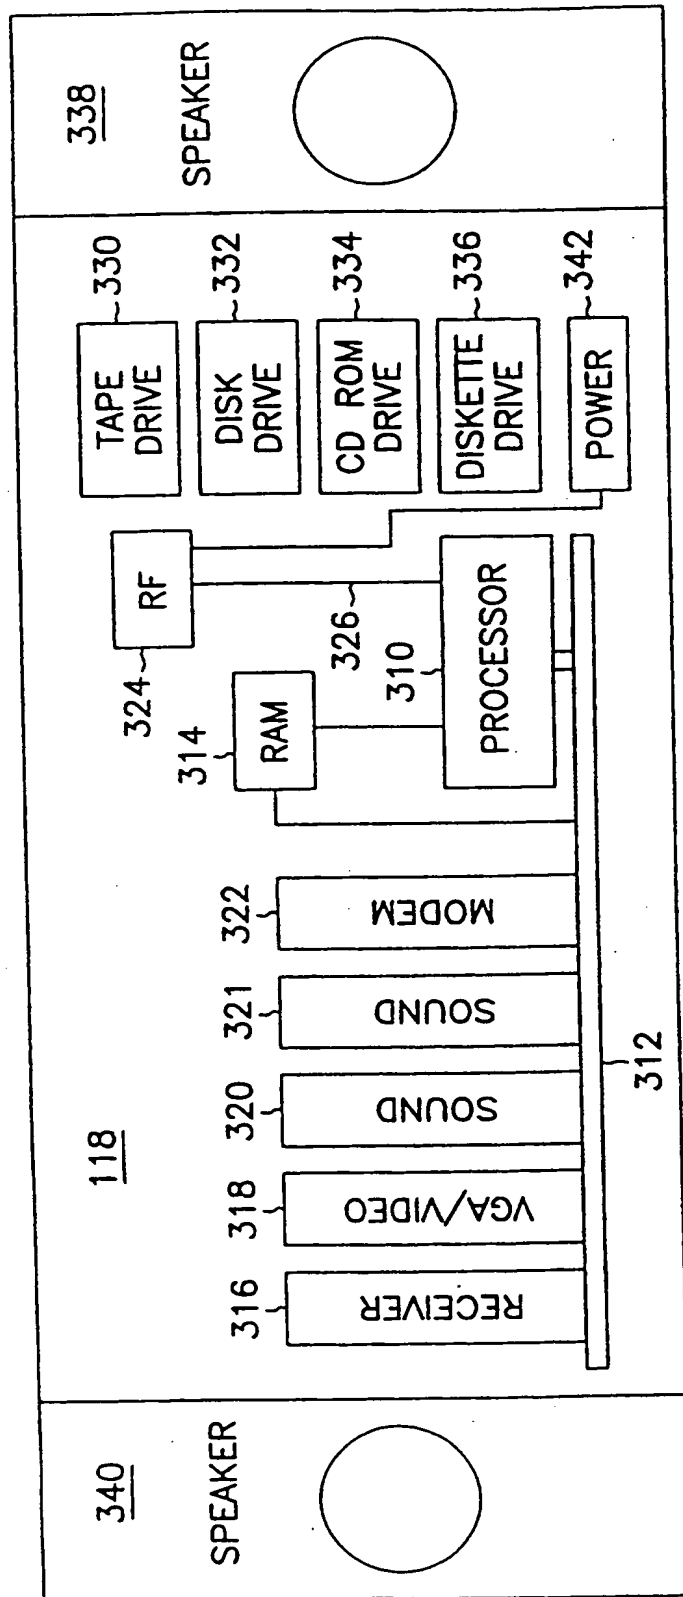 340
SPEAKER
118
316
RECEIVER
318
VGA/VIDEO
320
SOUND
321
SOUND
322
MODEM
312
314
RAM
324
RF
326
310
PROCESSOR
TAPE
DRIVE
330
DISK
DRIVE
332
CD ROM
DRIVE
334
DISKETTE
DRIVE
336
POWER
342
338
SPEAKER